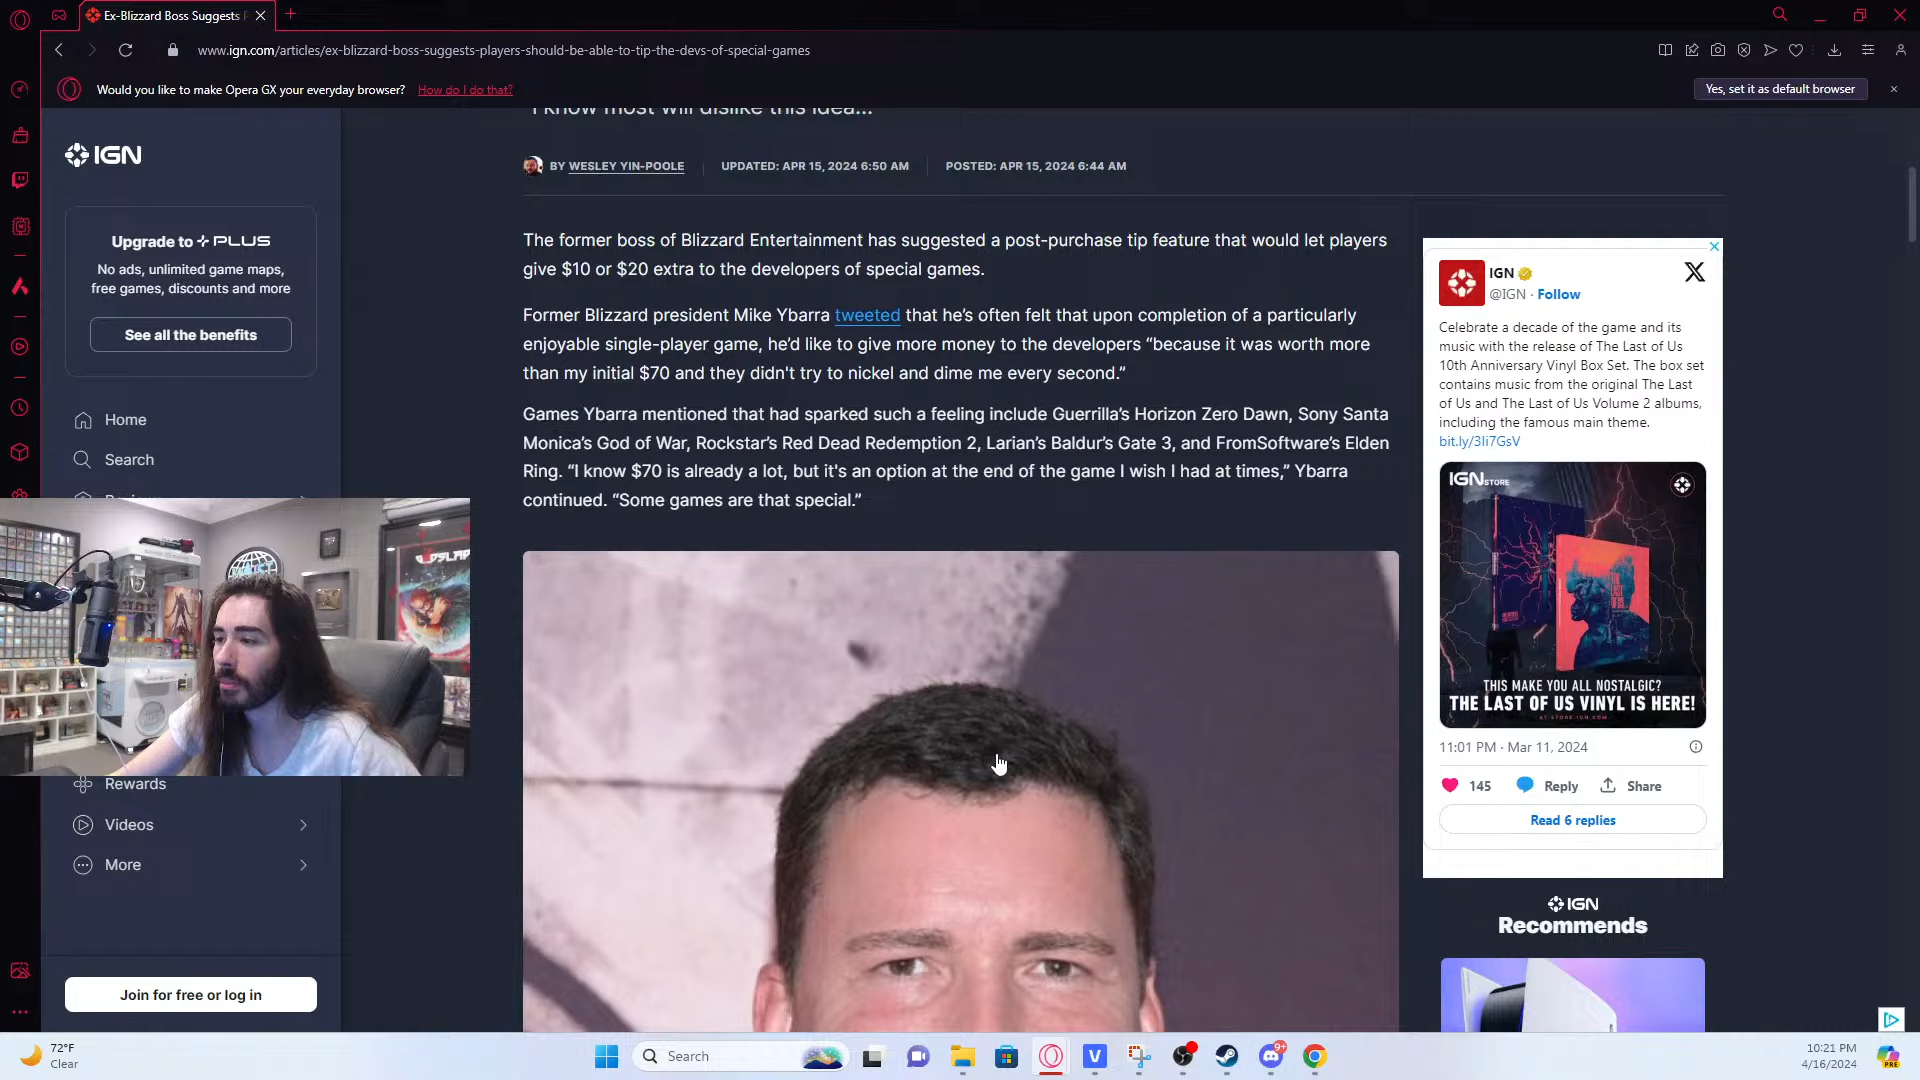 Ex-Blizzard Boss Suggests
www.ign.com/articles/ex-blizzard-boss-suggests-players-should-be-able-to-tip-the-devs-of-special-games
Would you like to make Opera GX your everyday browser? How do I do that?
Yes, set it as default browser
IGN
Upgrade to PLUS
No ads, unlimited game maps,
free games, discounts and more
See all the benefits
Home
Search
Rewards
Videos
More
Join for free or log in
I know most will dislike this idea...
BY WESLEY YIN-POOLE
UPDATED: APR 15, 2024 6:50 AM
POSTED: APR 15, 2024 6:44 AM
The former boss of Blizzard Entertainment has suggested a post-purchase tip feature that would let players
give $10 or $20 extra to the developers of special games.
Former Blizzard president Mike Ybarra tweeted that he’s often felt that upon completion of a particularly
enjoyable single-player game, he’d like to give more money to the developers “because it was worth more
than my initial $70 and they didn't try to nickel and dime me every second.”
Games Ybarra mentioned that had sparked such a feeling include Guerrilla’s Horizon Zero Dawn, Sony Santa
Monica’s God of War, Rockstar’s Red Dead Redemption 2, Larian’s Baldur’s Gate 3, and FromSoftware’s Elden
Ring. “I know $70 is already a lot, but it's an option at the end of the game I wish I had at times,” Ybarra
continued. “Some games are that special.”
IGN
@IGN · Follow
Celebrate a decade of the game and its
music with the release of The Last of Us
10th Anniversary Vinyl Box Set. The box set
contains music from the original The Last
of Us and The Last of Us Volume 2 albums,
including the famous main theme.
bit.ly/3Ii7GsV
IGN STORE
THIS MAKE YOU ALL NOSTALGIC?
THE LAST OF US VINYL IS HERE!
AT STORE.IGN.COM
11:01 PM · Mar 11, 2024
145
Reply
Share
Read 6 replies
IGN
Recommends
72°F
Clear
Search
9+
10:21 PM
4/16/2024
PRE